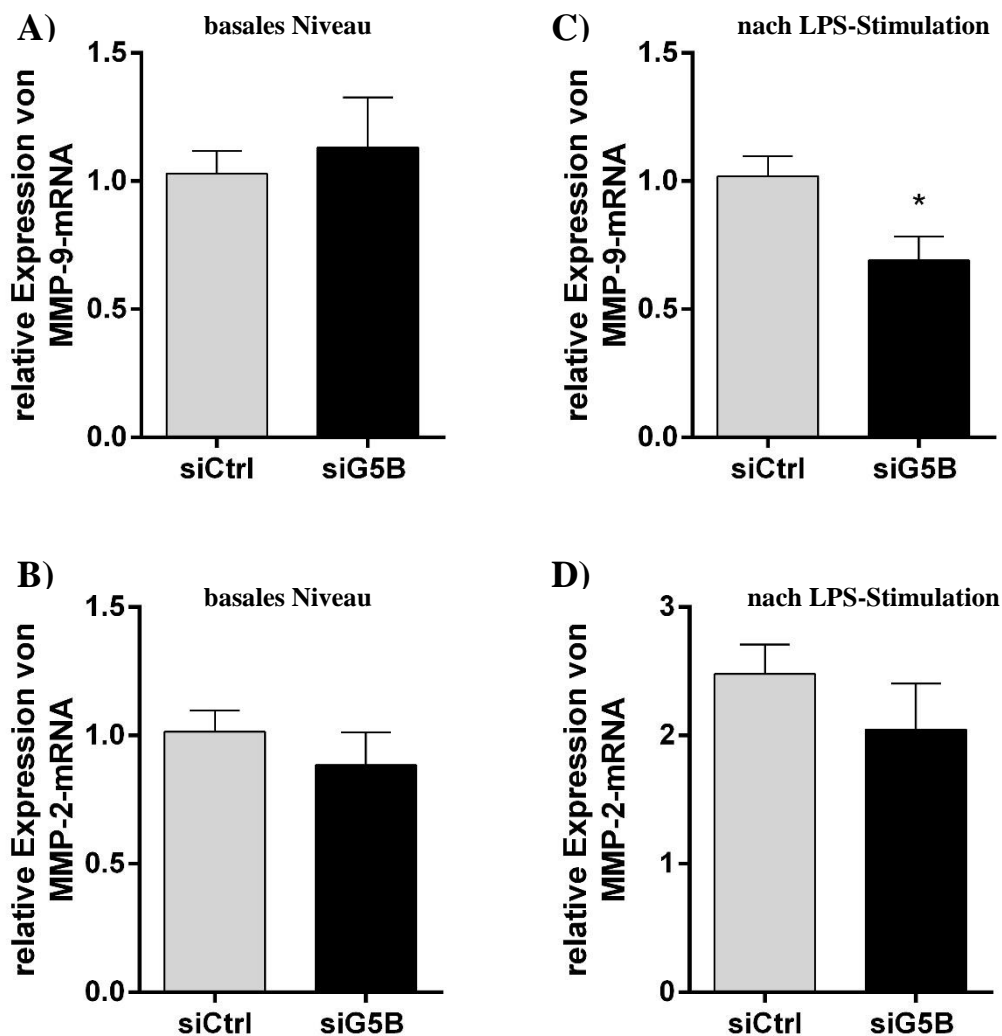 A)
basales Niveau
relative Expression von
MMP-9-mRNA
1.5
1.0
0.5
0.0
siCtrl
siG5B
C)
nach LPS-Stimulation
relative Expression von
MMP-9-mRNA
1.5
1.0
0.5
0.0
*
siCtrl
siG5B
B)
basales Niveau
relative Expression von
MMP-2-mRNA
1.5
1.0
0.5
0.0
siCtrl
siG5B
D)
nach LPS-Stimulation
relative Expression von
MMP-2-mRNA
3
2
1
0
siCtrl
siG5B